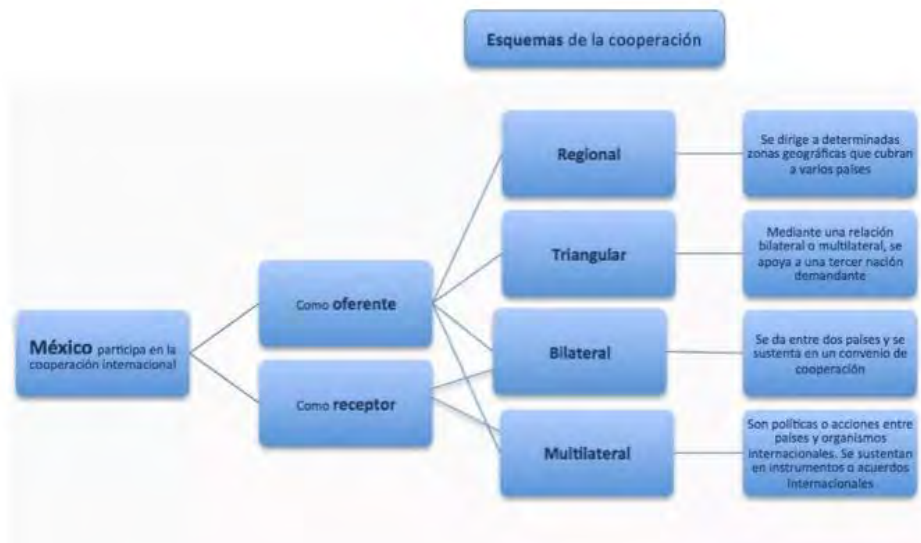 Esquemas de la cooperación
Regional
Se dirige a determinadas
zonas geográficas que cubran
a varios países
Triangular
Mediante una relación
bilateral o multilateral, se
apoya a una tercer nación
demandante
Como oferente
México participa en la
cooperación internacional
Bilateral
Se da entre dos países y se
sustenta en un convenio de
cooperación
Como receptor
Multilateral
Son políticas o acciones entre
países y organismos
internacionales. Se sustentan
en instrumentos o acuerdos
internacionales